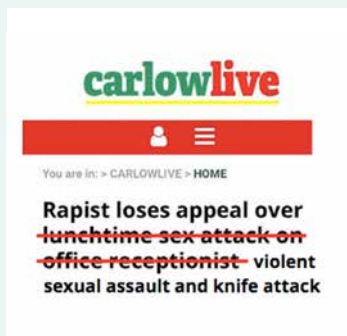 carlowlive
You are in: > CARLOWLIVE > HOME
Rapist loses appeal over
lunchtime sex attack on
office receptionist violent
sexual assault and knife attack